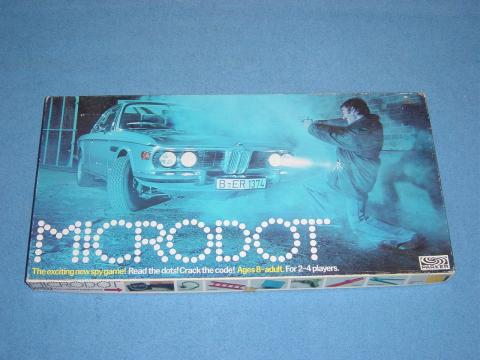 B-ER 1374
MICRODOT
The exciting new spy game! Read the dots! Crack the code! Ages 8-adult. For 2-4 players.
PARKER
MICRODOT